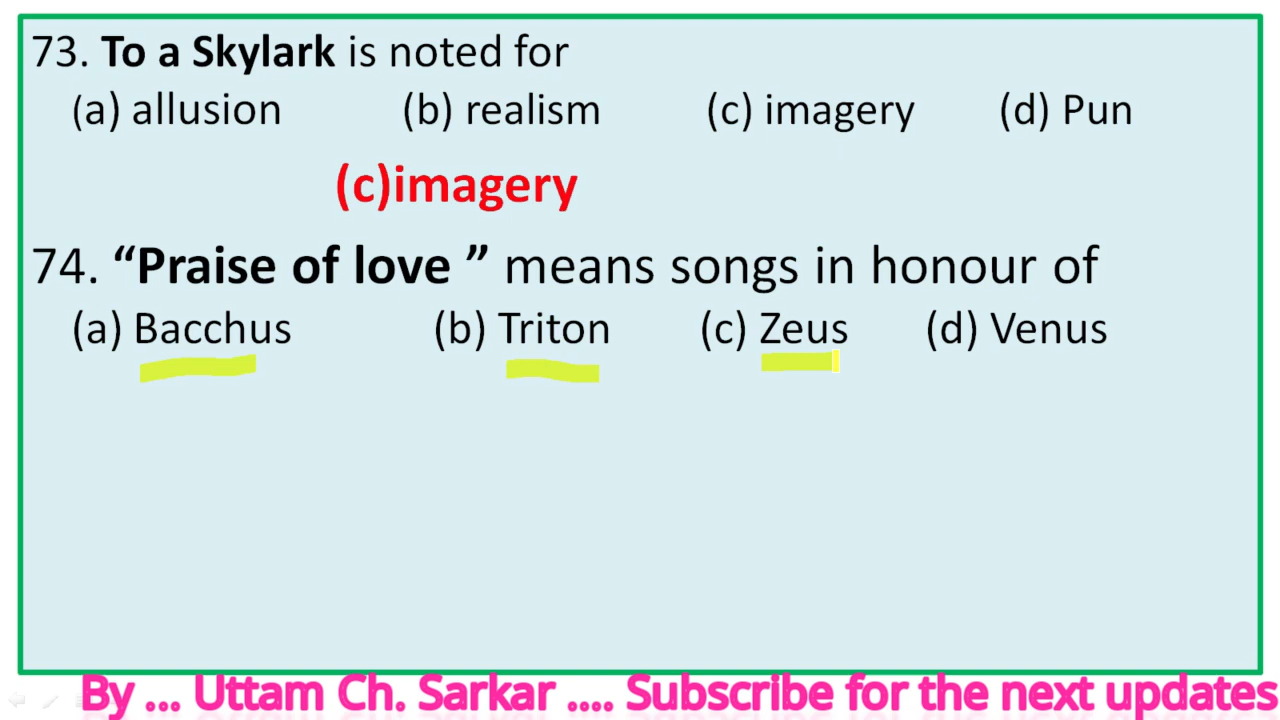 73. To a Skylark is noted for
(a) allusion (b) realism (c) imagery (d) Pun
(c)imagery
74. “Praise of love ” means songs in honour of
(a) Bacchus (b) Triton (c) Zeus (d) Venus
By ... Uttam Ch. Sarkar .... Subscribe for the next updates.